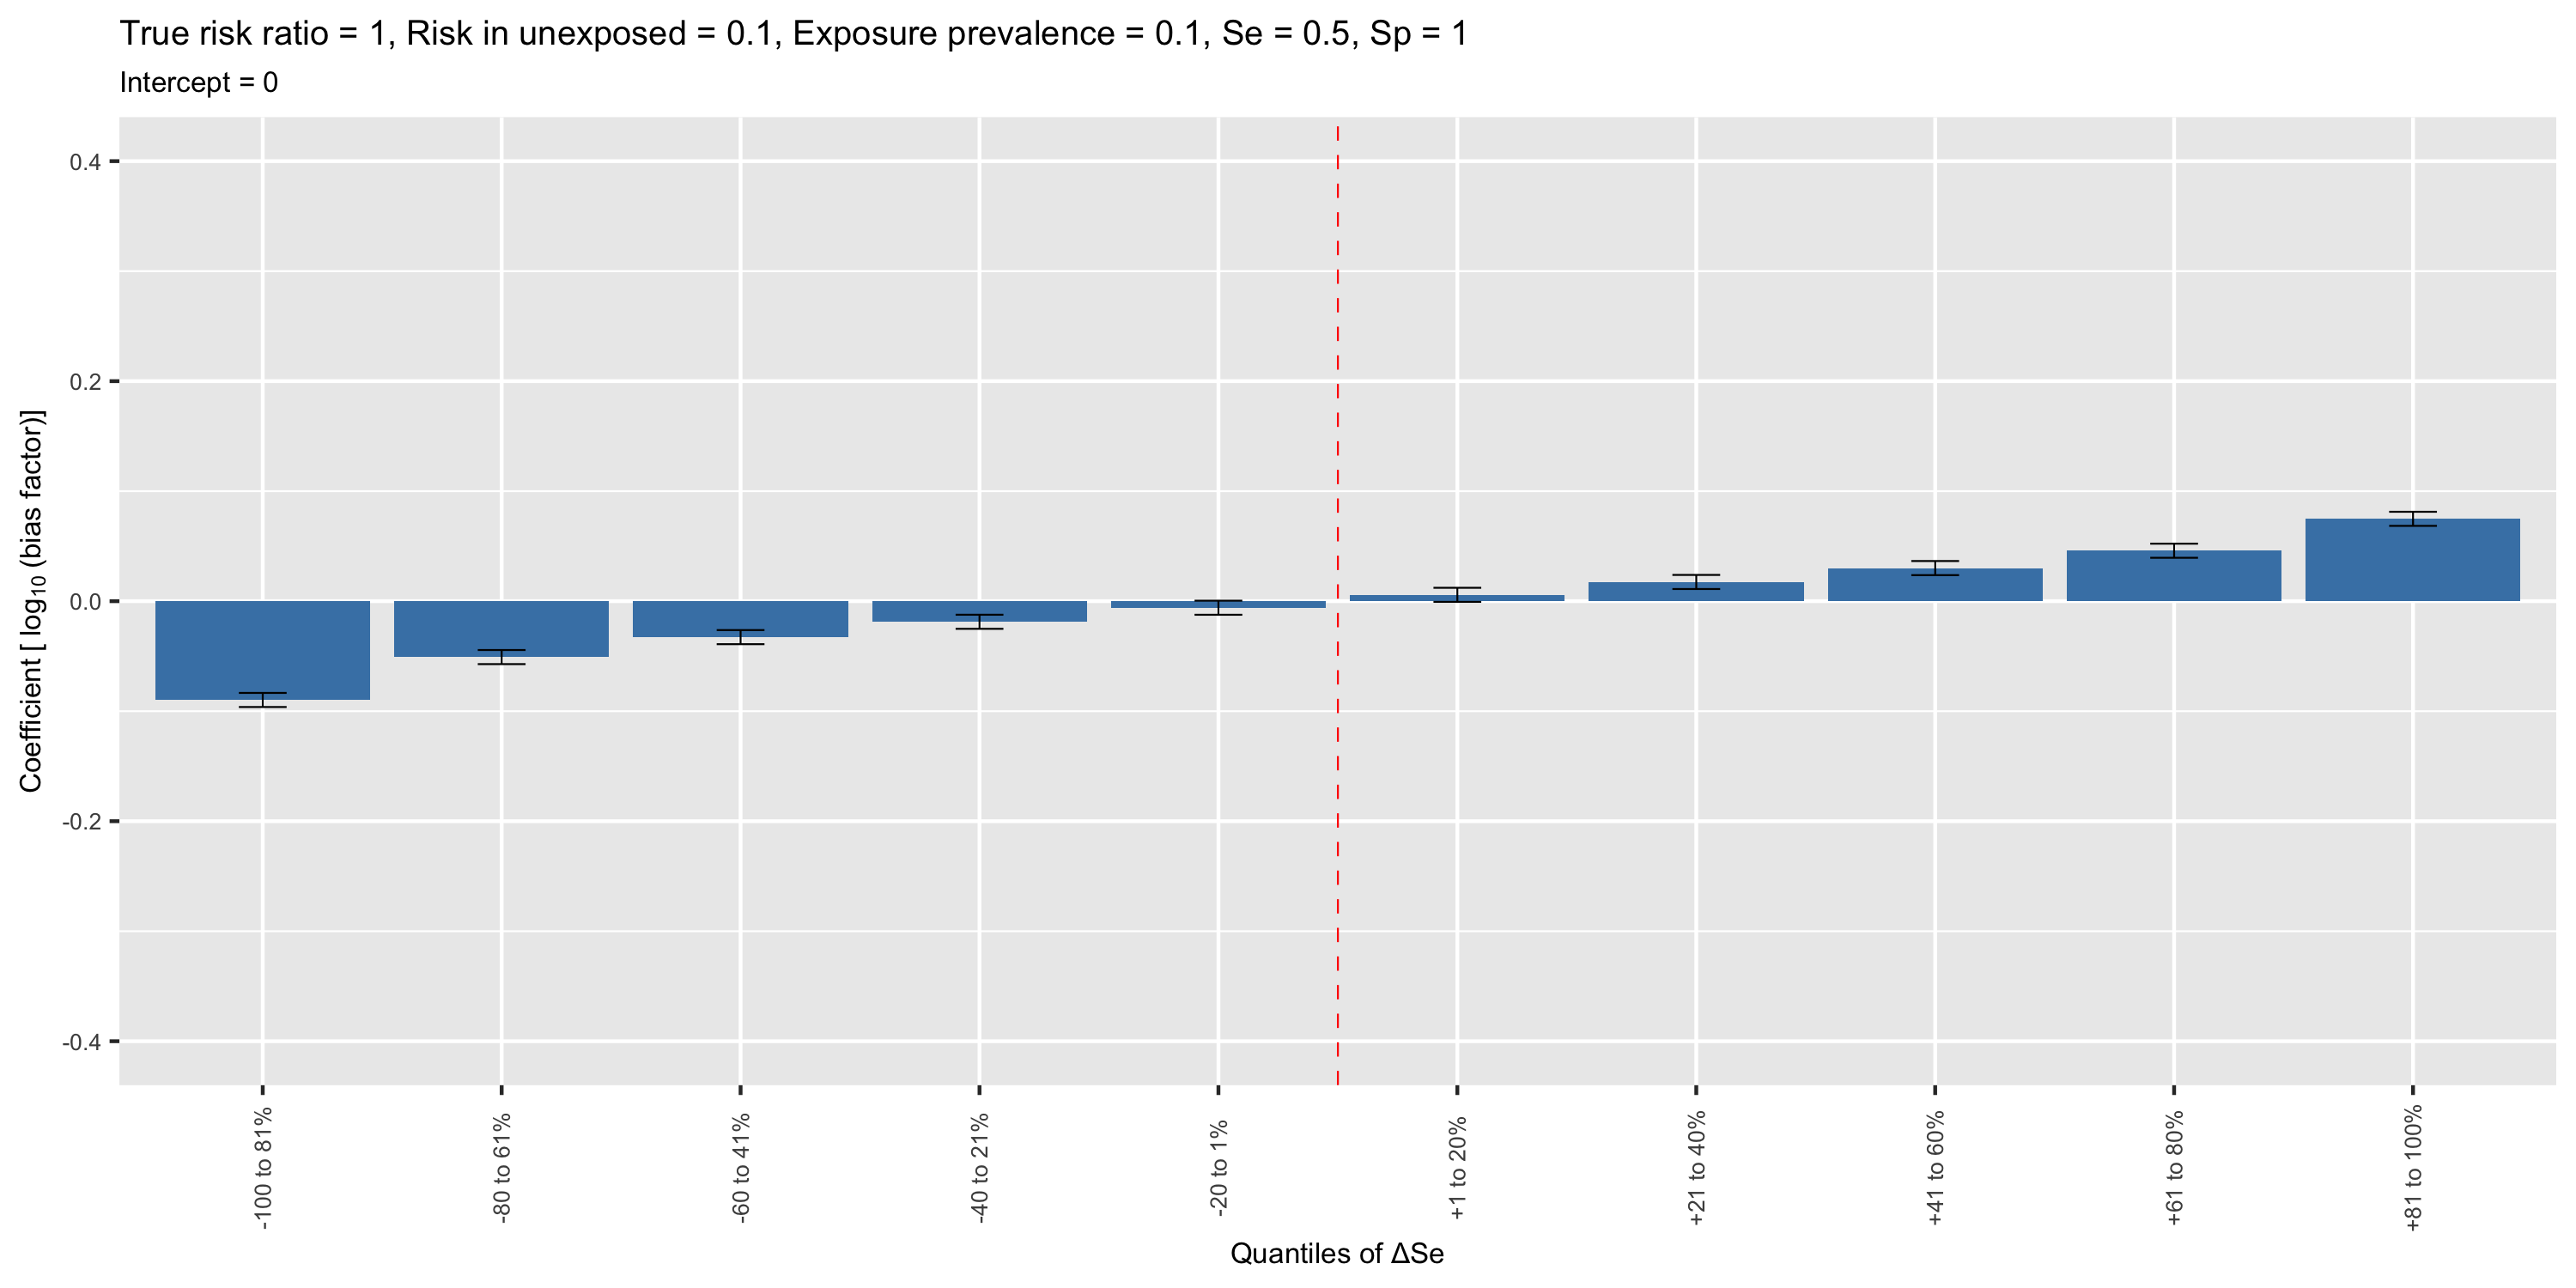 True risk ratio = 1, Risk in unexposed = 0.1, Exposure prevalence = 0.1, Se = 0.5, Sp = 1
Intercept = 0
Coefficient [ log₁₀ (bias factor)]
0.4
0.2
0.0
-0.2
-0.4
-100 to 81%
-80 to 61%
-60 to 41%
-40 to 21%
-20 to 1%
+1 to 20%
+21 to 40%
+41 to 60%
+61 to 80%
+81 to 100%
Quantiles of ΔSe